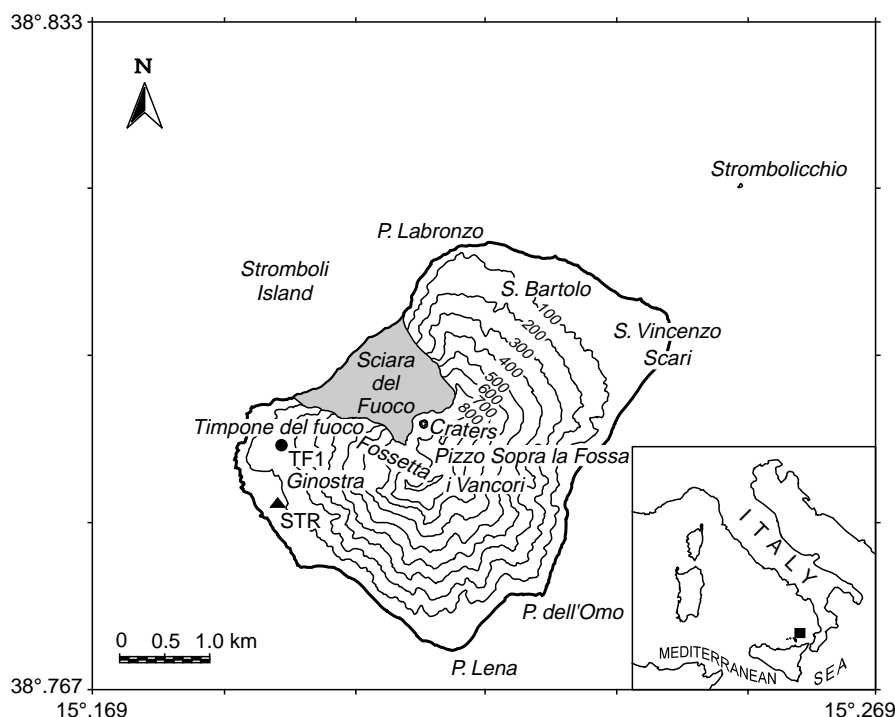 38°.833
N
Strombolicchio
P. Labronzo
Stromboli
Island
S. Bartolo
100
200
300
400
500
600
700
800
S. Vincenzo
Scari
Sciara
del
Fuoco
Timpone del fuoco
Craters
TF1
Fossetta
Pizzo Sopra la Fossa
Ginostra
i Vancori
STR
P. dell'Omo
P. Lena
0 0.5 1.0 km
ITALY
MEDITERRANEAN SEA
38°.767
15°.169
15°.269